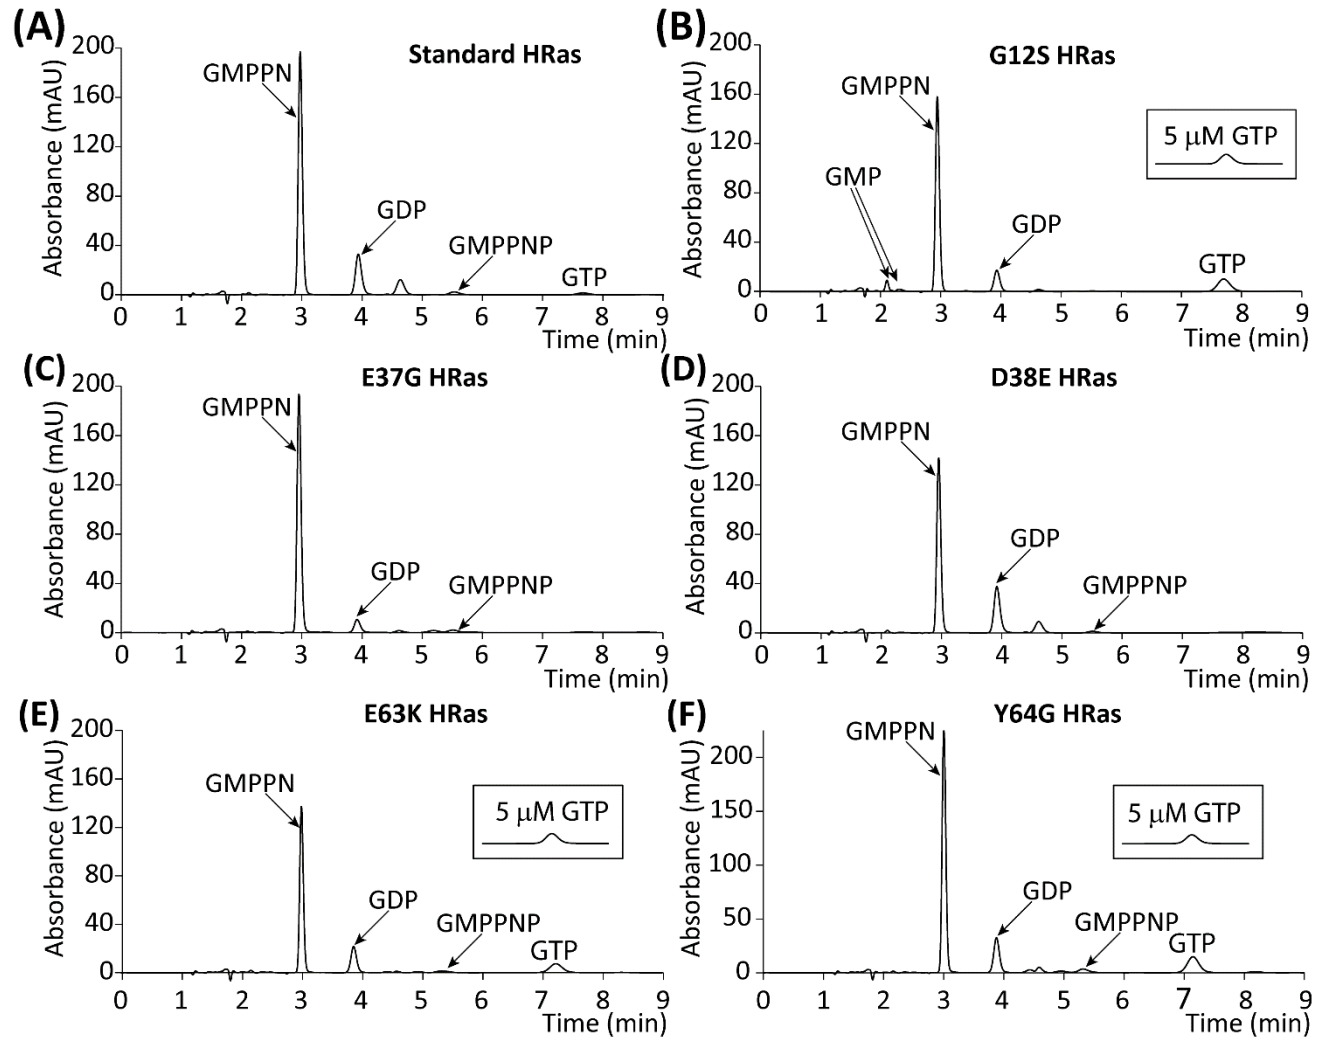 (A)
Standard HRas
Absorbance (mAU)
200
160
120
80
40
0
GMPPN
GDP
GMPPNP
GTP
0 1 2 3 4 5 6 7 8 9
Time (min)
(B)
G12S HRas
Absorbance (mAU)
200
160
120
80
40
0
GMPPN
5 μM GTP
GMP
GDP
GTP
0 1 2 3 4 5 6 7 8 9
Time (min)
(C)
E37G HRas
Absorbance (mAU)
200
160
120
80
40
0
GMPPN
GDP
GMPPNP
0 1 2 3 4 5 6 7 8 9
Time (min)
(D)
D38E HRas
Absorbance (mAU)
200
160
120
80
40
0
GMPPN
GDP
GMPPNP
0 1 2 3 4 5 6 7 8 9
Time (min)
(E)
E63K HRas
Absorbance (mAU)
200
160
120
80
40
0
GMPPN
5 μM GTP
GDP
GMPPNP
GTP
0 1 2 3 4 5 6 7 8 9
Time (min)
(F)
Y64G HRas
Absorbance (mAU)
200
150
100
50
0
GMPPN
5 μM GTP
GDP
GMPPNP
GTP
0 1 2 3 4 5 6 7 8 9
Time (min)